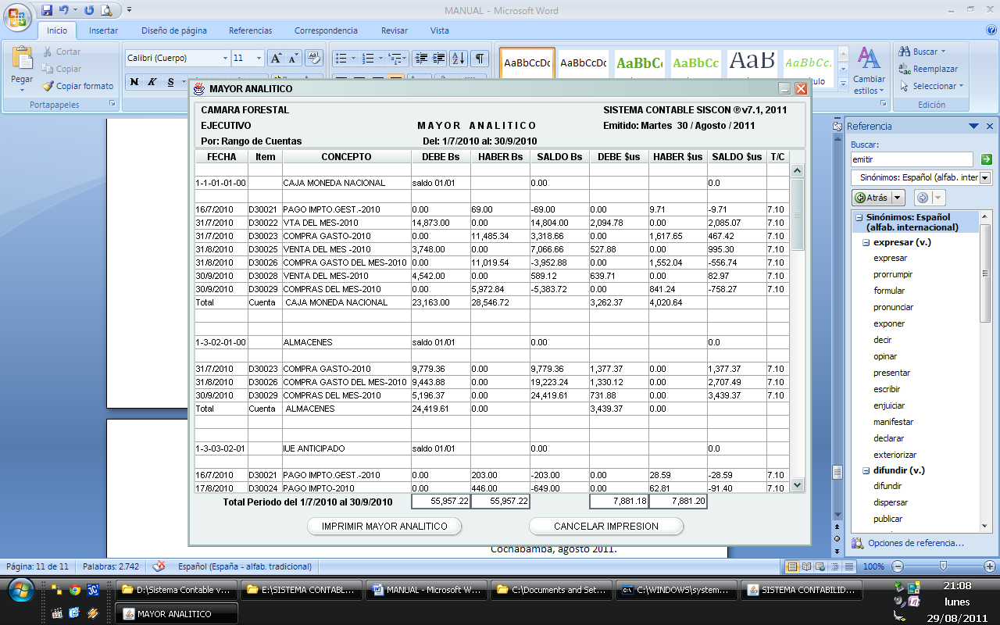 MANUAL - Microsoft Word
Inicio Insertar Diseño de página Referencias Correspondencia Revisar Vista
Pegar
Cortar
Copiar
Copiar formato
Portapapeles
Calibri (Cuerpo) 11
N K S
AaBbCcDc AaBbCcDc AaBbC AaBbCc AaB AaBbCc.
Cambiar estilos
Buscar
Reemplazar
Seleccionar
Edición
MAYOR ANALITICO
CAMARA FORESTAL SISTEMA CONTABLE SISCON ® v7.1, 2011
EJECUTIVO M A Y O R A N A L I T I C O Emitido: Martes 30 / Agosto / 2011
Por: Rango de Cuentas Del: 1/7/2010 al: 30/9/2010
FECHA Item CONCEPTO DEBE Bs HABER Bs SALDO Bs DEBE $us HABER $us SALDO $us T/C
1-1-01-01-00 CAJA MONEDA NACIONAL saldo 01/01 0.00 0.0
16/7/2010 D30021 PAGO IMPTO.GEST.-2010 0.00 69.00 -69.00 0.00 9.71 -9.71 7.10
31/7/2010 D30022 VTA DEL MES-2010 14,873.00 0.00 14,804.00 2,094.78 0.00 2,085.07 7.10
31/7/2010 D30023 COMPRA GASTO-2010 0.00 11,485.34 3,318.66 0.00 1,617.65 467.42 7.10
31/8/2010 D30025 VENTA DEL MES -2010 3,748.00 0.00 7,066.66 527.88 0.00 995.30 7.10
31/8/2010 D30026 COMPRA GASTO DEL MES-2010 0.00 11,019.54 -3,952.88 0.00 1,552.04 -556.74 7.10
30/9/2010 D30028 VENTA DEL MES-2010 4,542.00 0.00 589.12 639.71 0.00 82.97 7.10
30/9/2010 D30029 COMPRAS DEL MES-2010 0.00 5,972.84 -5,383.72 0.00 841.24 -758.27 7.10
Total Cuenta CAJA MONEDA NACIONAL 23,163.00 28,546.72 3,262.37 4,020.64
1-3-02-01-00 ALMACENES saldo 01/01 0.00 0.0
31/7/2010 D30023 COMPRA GASTO-2010 9,779.36 0.00 9,779.36 1,377.37 0.00 1,377.37 7.10
31/8/2010 D30026 COMPRA GASTO DEL MES-2010 9,443.88 0.00 19,223.24 1,330.12 0.00 2,707.49 7.10
30/9/2010 D30029 COMPRAS DEL MES-2010 5,196.37 0.00 24,419.61 731.88 0.00 3,439.37 7.10
Total Cuenta ALMACENES 24,419.61 0.00 3,439.37 0.00
1-3-03-02-01 IUE ANTICIPADO saldo 01/01 0.00 0.0
16/7/2010 D30021 PAGO IMPTO.GEST.-2010 0.00 203.00 -203.00 0.00 28.59 -28.59 7.10
17/8/2010 D30024 PAGO IMPTO-2010 0.00 446.00 -649.00 0.00 62.81 -91.40 7.10
Total Periodo del 1/7/2010 al 30/9/2010 55,957.22 55,957.22 7,881.18 7,881.20
IMPRIMIR MAYOR ANALITICO CANCELAR IMPRESION
Cochabamba, agosto 2011.
Referencia
Buscar:
emitir
Sinónimos: Español (alfab. inter
Atrás
Sinónimos: Español (alfab. internacional)
expresar (v.)
expresar
prorrumpir
formular
pronunciar
exponer
decir
opinar
presentar
escribir
enjuiciar
manifestar
declarar
exteriorizar
difundir (v.)
difundir
dispersar
publicar
Opciones de referencia...
Página: 11 de 11 Palabras: 2.742 Español (España - alfab. tradicional) 100%
D:\Sistema Contable v... E:\SISTEMA CONTABL... MANUAL - Microsoft W... C:\Documents and Set... C:\WINDOWS\system... SISTEMA CONTABILID...
MAYOR ANALITICO
21:08
lunes
29/08/2011